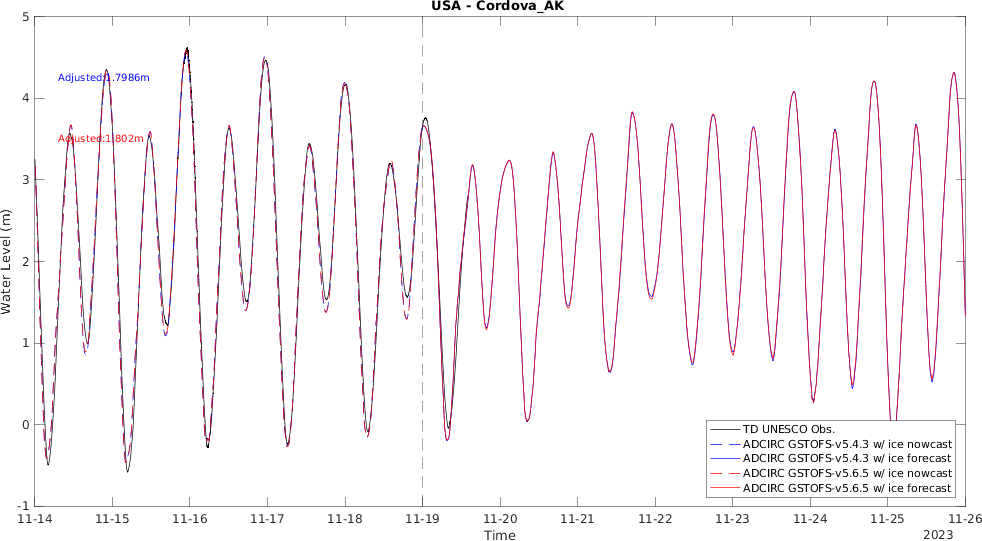 USA - Cordova_AK
5
4
3
2
1
0
-1
Water Level (m)
Adjusted:1.7986m
Adjusted:1.802m
TD UNESCO Obs.
ADCIRC GSTOFS-v5.4.3 w/ ice nowcast
ADCIRC GSTOFS-v5.4.3 w/ ice forecast
ADCIRC GSTOFS-v5.6.5 w/ ice nowcast
ADCIRC GSTOFS-v5.6.5 w/ ice forecast
11-14 11-15 11-16 11-17 11-18 11-19 11-20 11-21 11-22 11-23 11-24 11-25 11-26
Time
2023